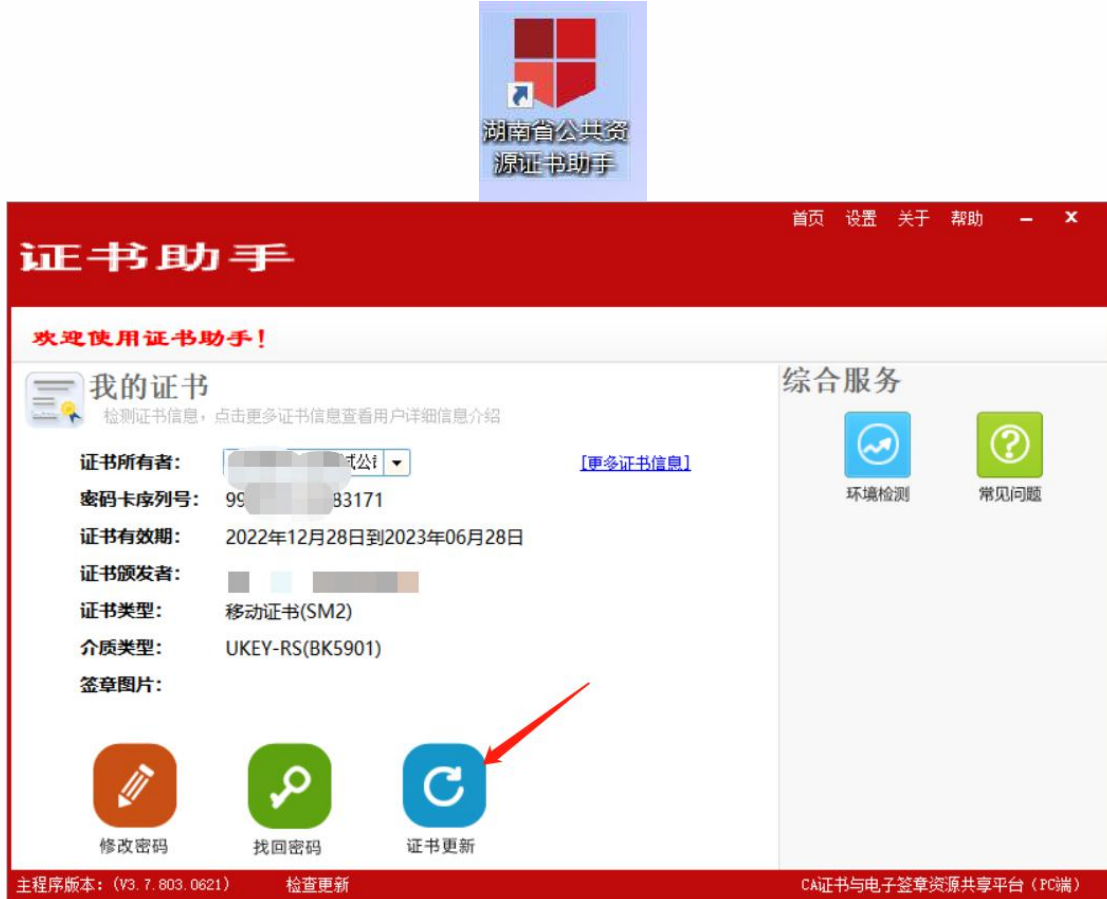 湖南省公共资
源证书助手
首页 设置 关于 帮助
证书助手
欢迎使用证书助手！
我的证书
检测证书信息，点击更多证书信息查看用户详细信息介绍
综合服务
证书所有者： 试公
[更多证书信息]
环境检测
常见问题
密码卡序列号： 99 83171
证书有效期： 2022年12月28日到2023年06月28日
证书颁发者：
证书类型： 移动证书(SM2)
介质类型： UKEY-RS(BK5901)
签章图片：
修改密码
找回密码
证书更新
主程序版本：(V3.7.803.0621) 检查更新 CA证书与电子签章资源共享平台（PC端）